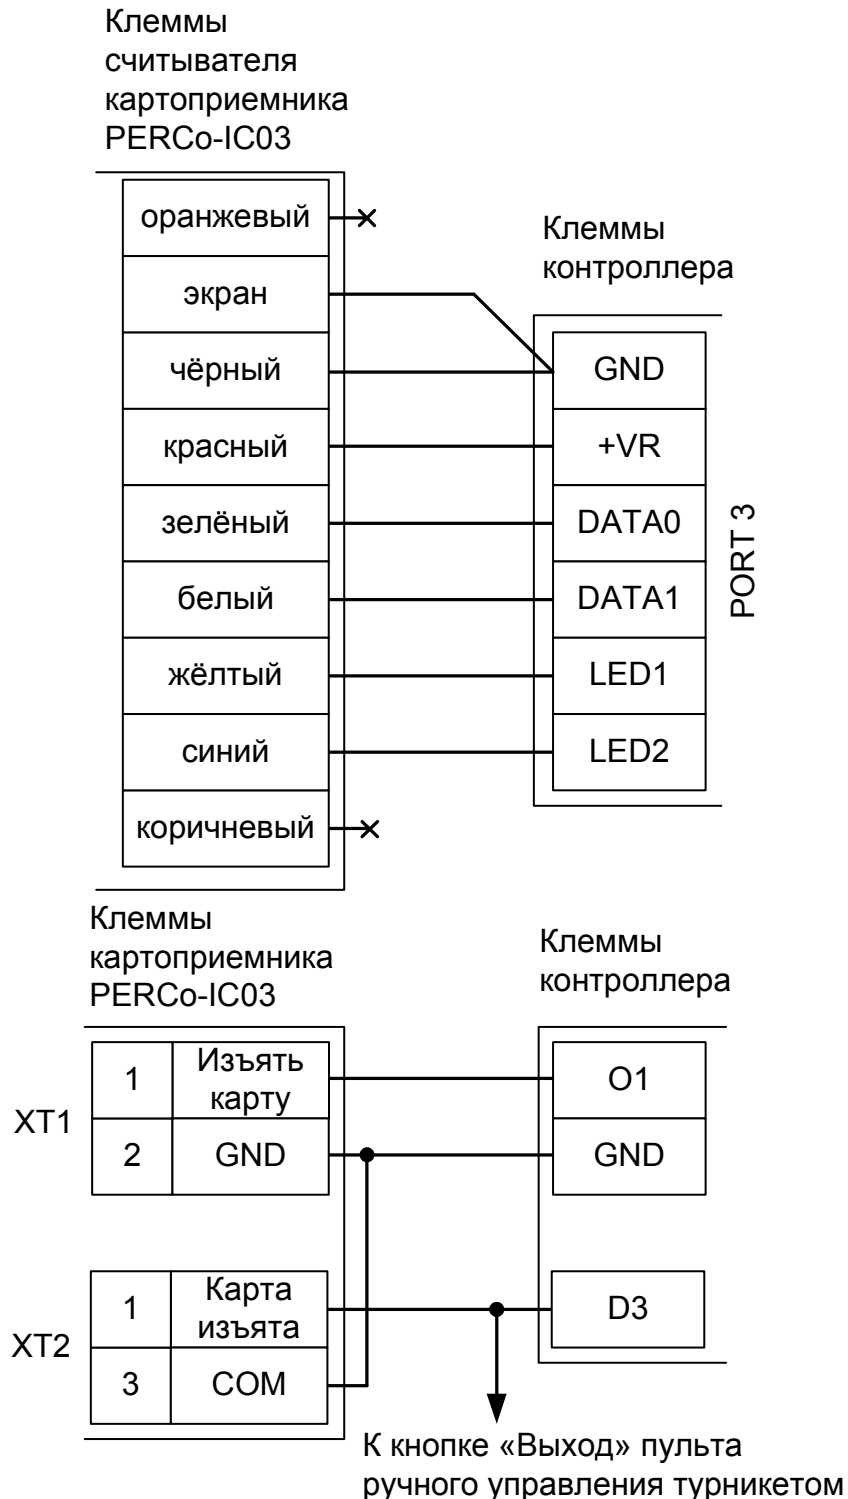 Клеммы
считывателя
картоприемника
PERCo-IC03
оранжевый
экран
чёрный
красный
зелёный
белый
жёлтый
синий
коричневый
Клеммы
контроллера
GND
+VR
DATA0
DATA1
LED1
LED2
PORT 3
Клеммы
картоприемника
PERCo-IC03
XT1
1
Изъять
карту
2
GND
XT2
1
Карта
изъята
3
COM
Клеммы
контроллера
O1
GND
D3
К кнопке «Выход» пульта
ручного управления турникетом